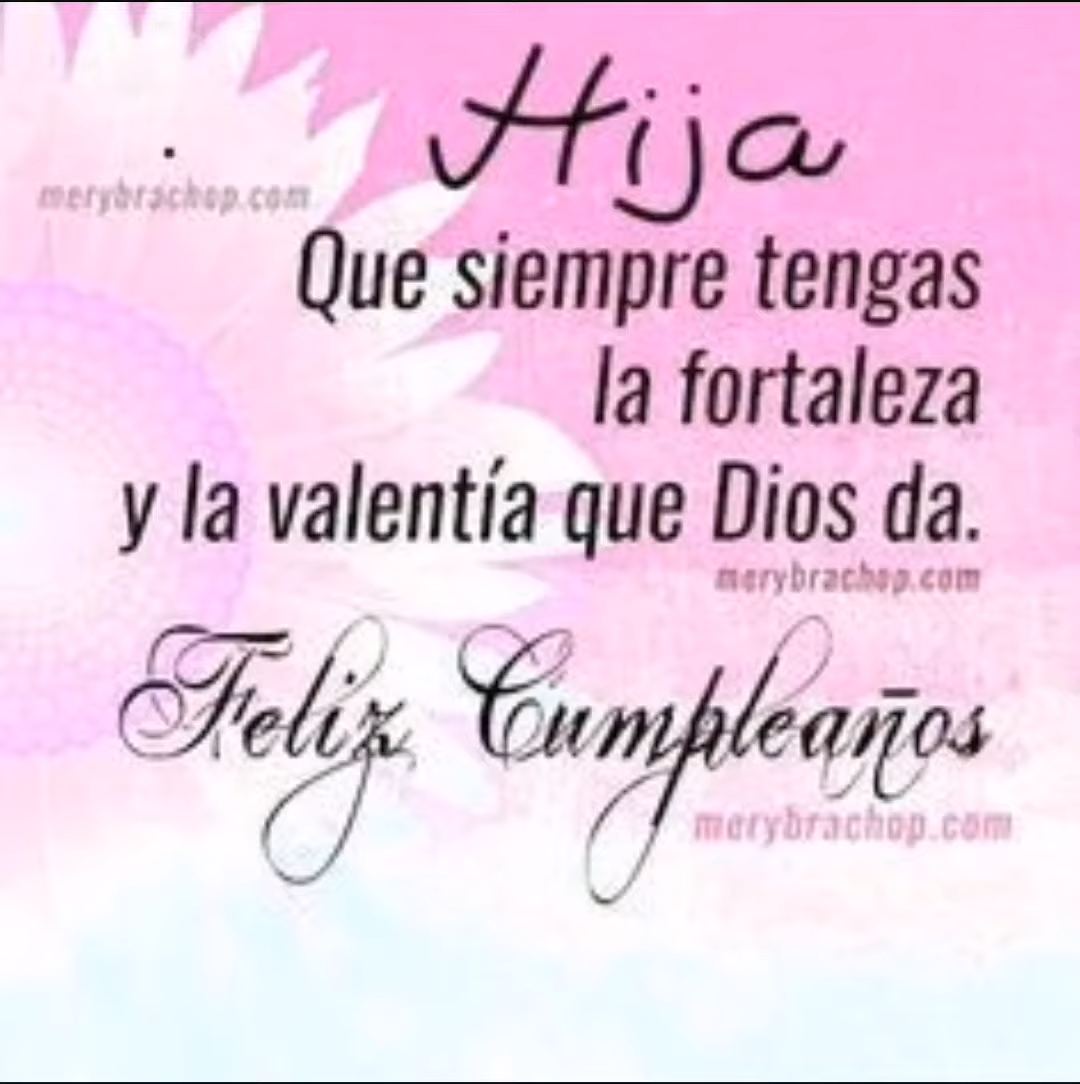 Hija
merybrachop.com
Que siempre tengas
la fortaleza
y la valentía que Dios da.
merybrachop.com
Feliz Cumpleaños
merybrachop.com